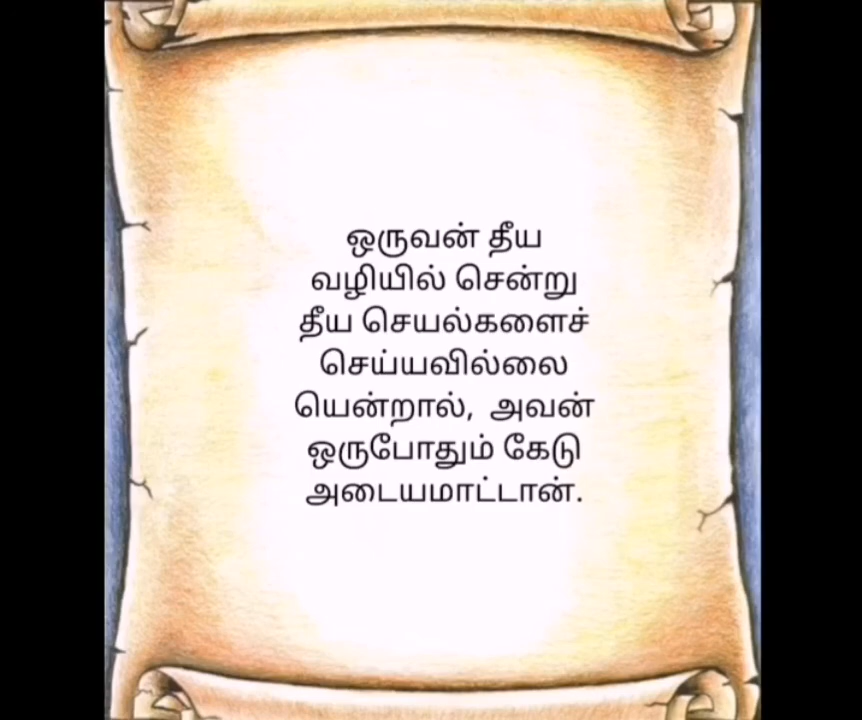 ஒருவன் தீய
வழியில் சென்று
தீய செயல்களைச்
செய்யவில்லை
யென்றால், அவன்
ஒருபோதும் கேடு
அடையமாட்டான்.